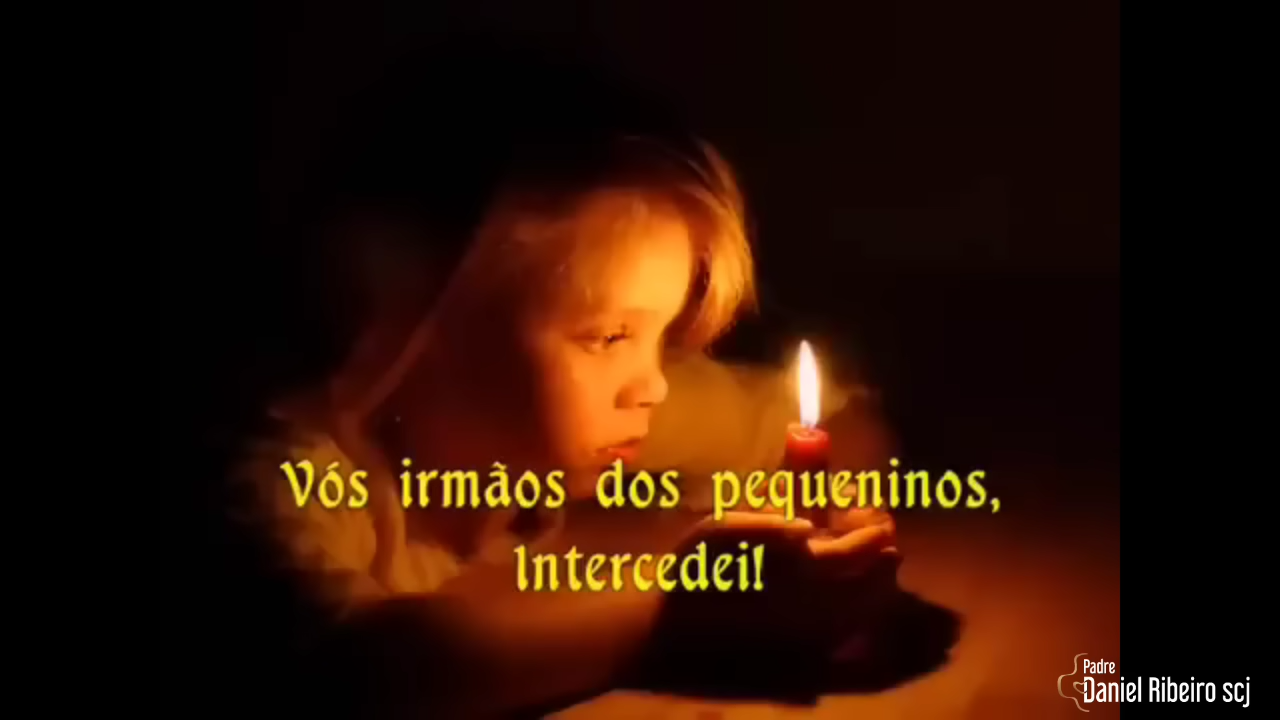 Vós irmãos dos pequeninos,
Intercedei!
Padre
Daniel Ribeiro scj